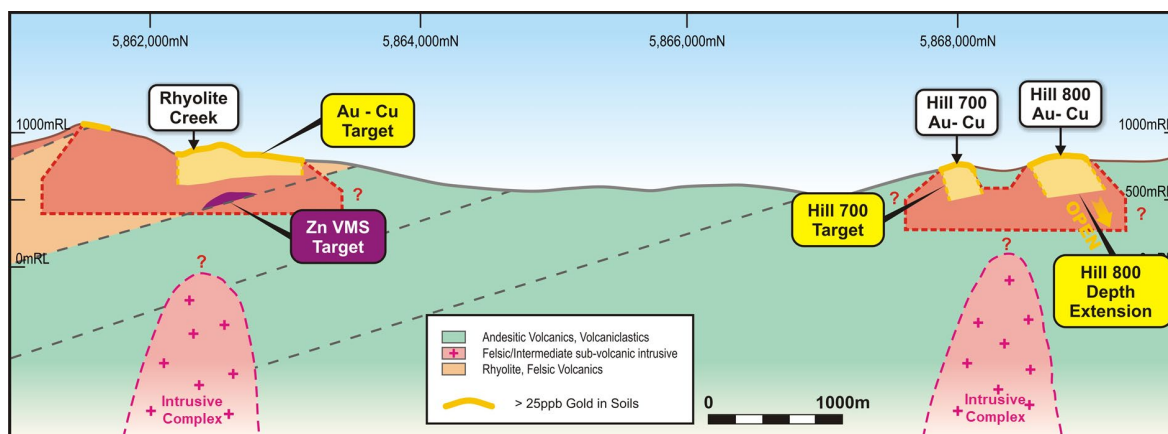 5,862,000mN
5,864,000mN
5,866,000mN
5,868,000mN
Rhyolite
Creek
Au - Cu
Target
Hill 700
Au- Cu
Hill 800
Au- Cu
1000mRL
1000mRL
?
Zn VMS
Target
Hill 700
Target
?
500mRL
?
OPEN
0mRL
?
?
Hill 800
Depth
Extension
Andesitic Volcanics, Volcaniclastics
Felsic/Intermediate sub-volcanic intrusive
Rhyolite, Felsic Volcanics
> 25ppb Gold in Soils
0
1000m
Intrusive
Complex
Intrusive
Complex